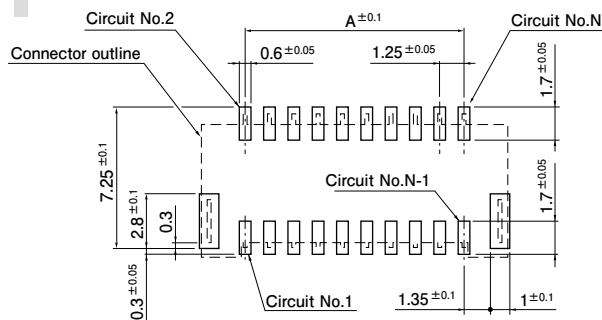 Circuit No.2
A±0.1
Circuit No.N
Connector outline
0.6±0.05
1.25±0.05
1.7±0.05
7.25±0.1
2.8±0.1
0.3
Circuit No.N-1
1.7±0.05
0.3±0.05
Circuit No.1
1.35±0.1
1±0.1